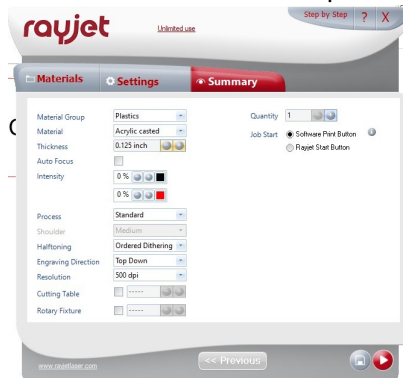 rayjet
Unlimited use
Step by Step ? X
Materials
Settings
Summary
Material Group Plastics
Quantity 1
Material Acrylic casted
Job Start Software Print Button
Thickness 0.125 inch
Rayjet Start Button
Auto Focus
Intensity 0 %
0 %
Process Standard
Shoulder Medium
Halftoning Ordered Dithering
Engraving Direction Top Down
Resolution 500 dpi
Cutting Table -----
Rotary Fixture -----
<< Previous
www.rayjetlaser.com